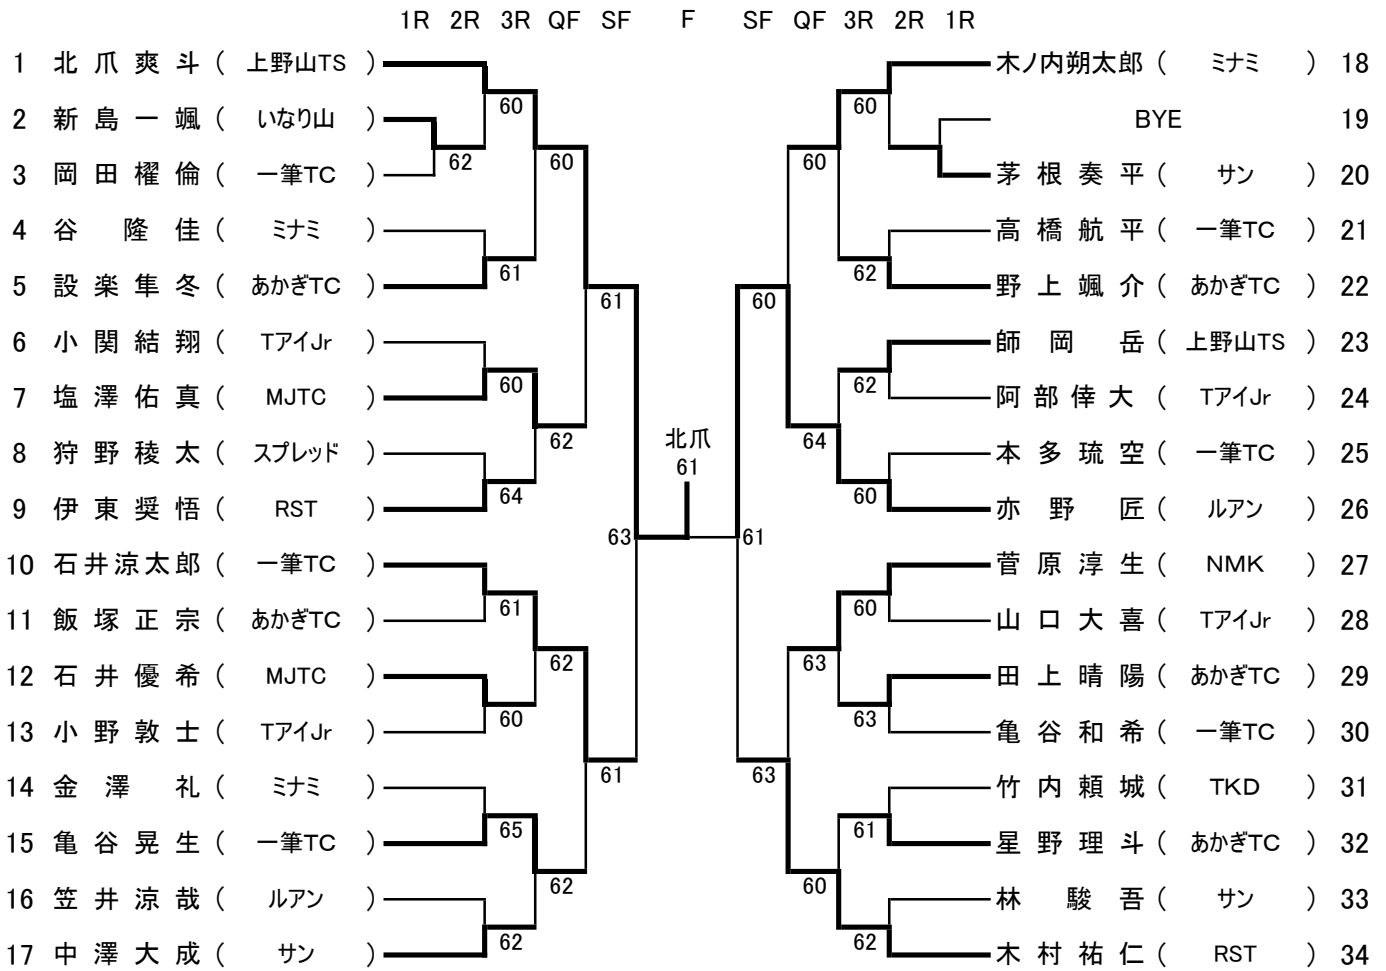 1R 2R 3R QF SF F SF QF 3R 2R 1R
1 北爪爽斗 ( 上野山TS ) 木ノ内朔太郎 ( ミナミ ) 18
60 60
2 新島一颯 ( いなり山 ) BYE 19
62 60 60
3 岡田櫂倫 ( 一筆TC ) 茅根奏平 ( サン ) 20
4 谷隆佳 ( ミナミ ) 高橋航平 ( 一筆TC ) 21
61 62
5 設楽隼冬 ( あかぎTC ) 61 60 野上颯介 ( あかぎTC ) 22
6 小関結翔 ( TアイJr ) 師岡岳 ( 上野山TS ) 23
60 62
7 塩澤佑真 ( MJTC ) 阿部倖大 ( TアイJr ) 24
62 北爪 64
8 狩野稜太 ( スプレッド ) 61 本多琉空 ( 一筆TC ) 25
64 60
9 伊東奨悟 ( RST ) 亦野匠 ( ルアン ) 26
63 61
10 石井涼太郎 ( 一筆TC ) 菅原淳生 ( NMK ) 27
61 60
11 飯塚正宗 ( あかぎTC ) 山口大喜 ( TアイJr ) 28
62 63
12 石井優希 ( MJTC ) 田上晴陽 ( あかぎTC ) 29
60 63
13 小野敦士 ( TアイJr ) 亀谷和希 ( 一筆TC ) 30
61 63
14 金澤礼 ( ミナミ ) 竹内頼城 ( TKD ) 31
65 61
15 亀谷晃生 ( 一筆TC ) 星野理斗 ( あかぎTC ) 32
62 60
16 笠井涼哉 ( ルアン ) 林駿吾 ( サン ) 33
62 62
17 中澤大成 ( サン ) 木村祐仁 ( RST ) 34